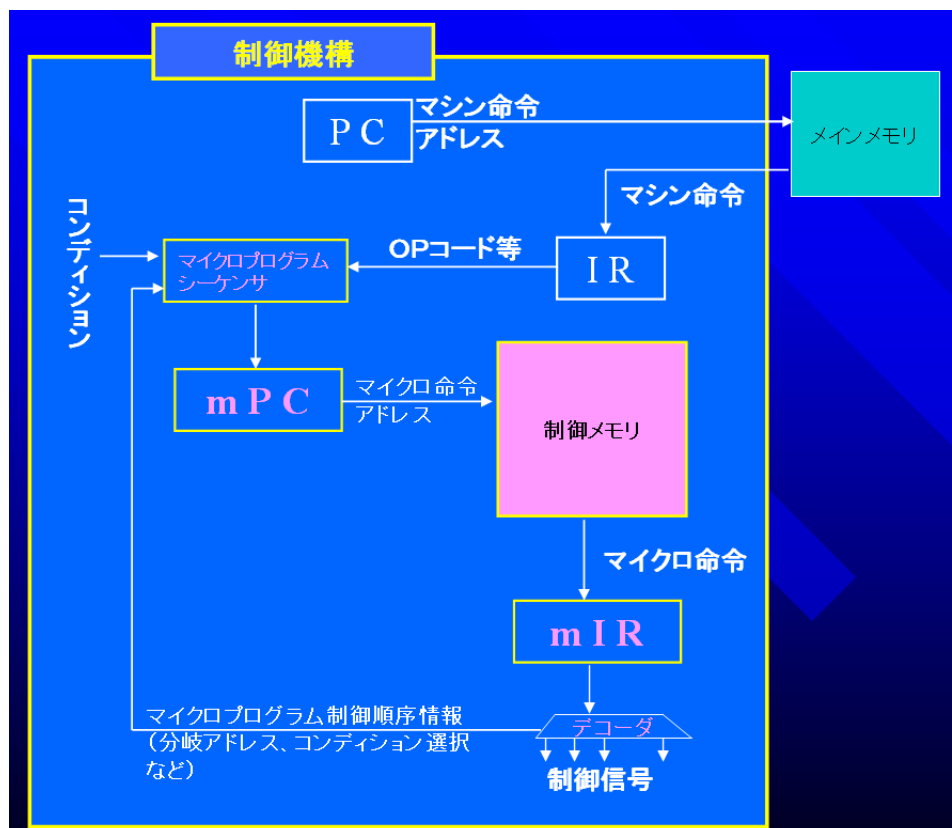 制御機構
PC
マシン命令
アドレス
メインメモリ
マシン命令
コンディション
OPコード等
IR
マイクロプログラム
シーケンサ
mPC
マイクロ命令
アドレス
制御メモリ
マイクロ命令
mIR
マイクロプログラム制御順序情報
(分岐アドレス、コンディション選択
など)
デコーダ
制御信号